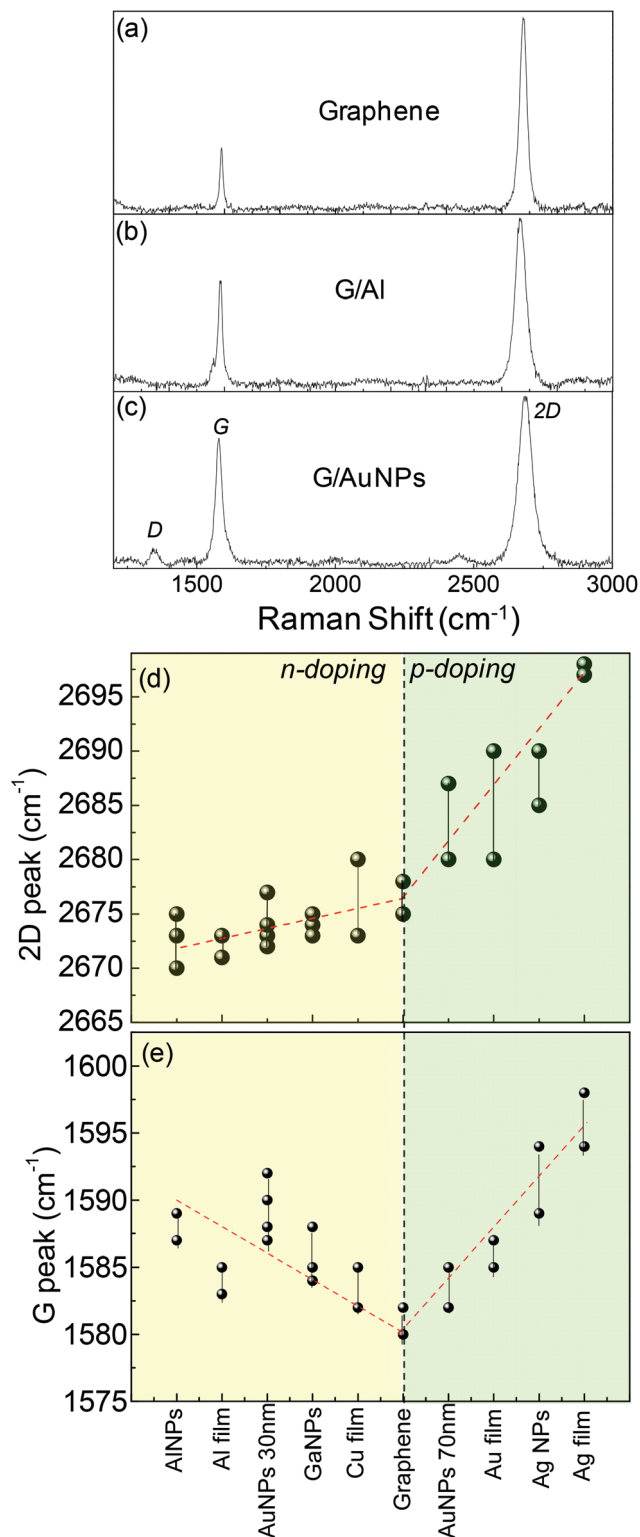 (a)
Graphene
(b)
G/Al
(c)
G
2D
G/AuNPs
D
1500 2000 2500 3000
Raman Shift (cm⁻¹)
(d)
n-doping p-doping
2695
2690
2685
2680
2675
2670
2665
2D peak (cm⁻¹)
(e)
1600
1595
1590
1585
1580
1575
G peak (cm⁻¹)
AlNPs
Al film
AuNPs 30nm
GaNPs
Cu film
Graphene
AuNPs 70nm
Au film
Ag NPs
Ag film